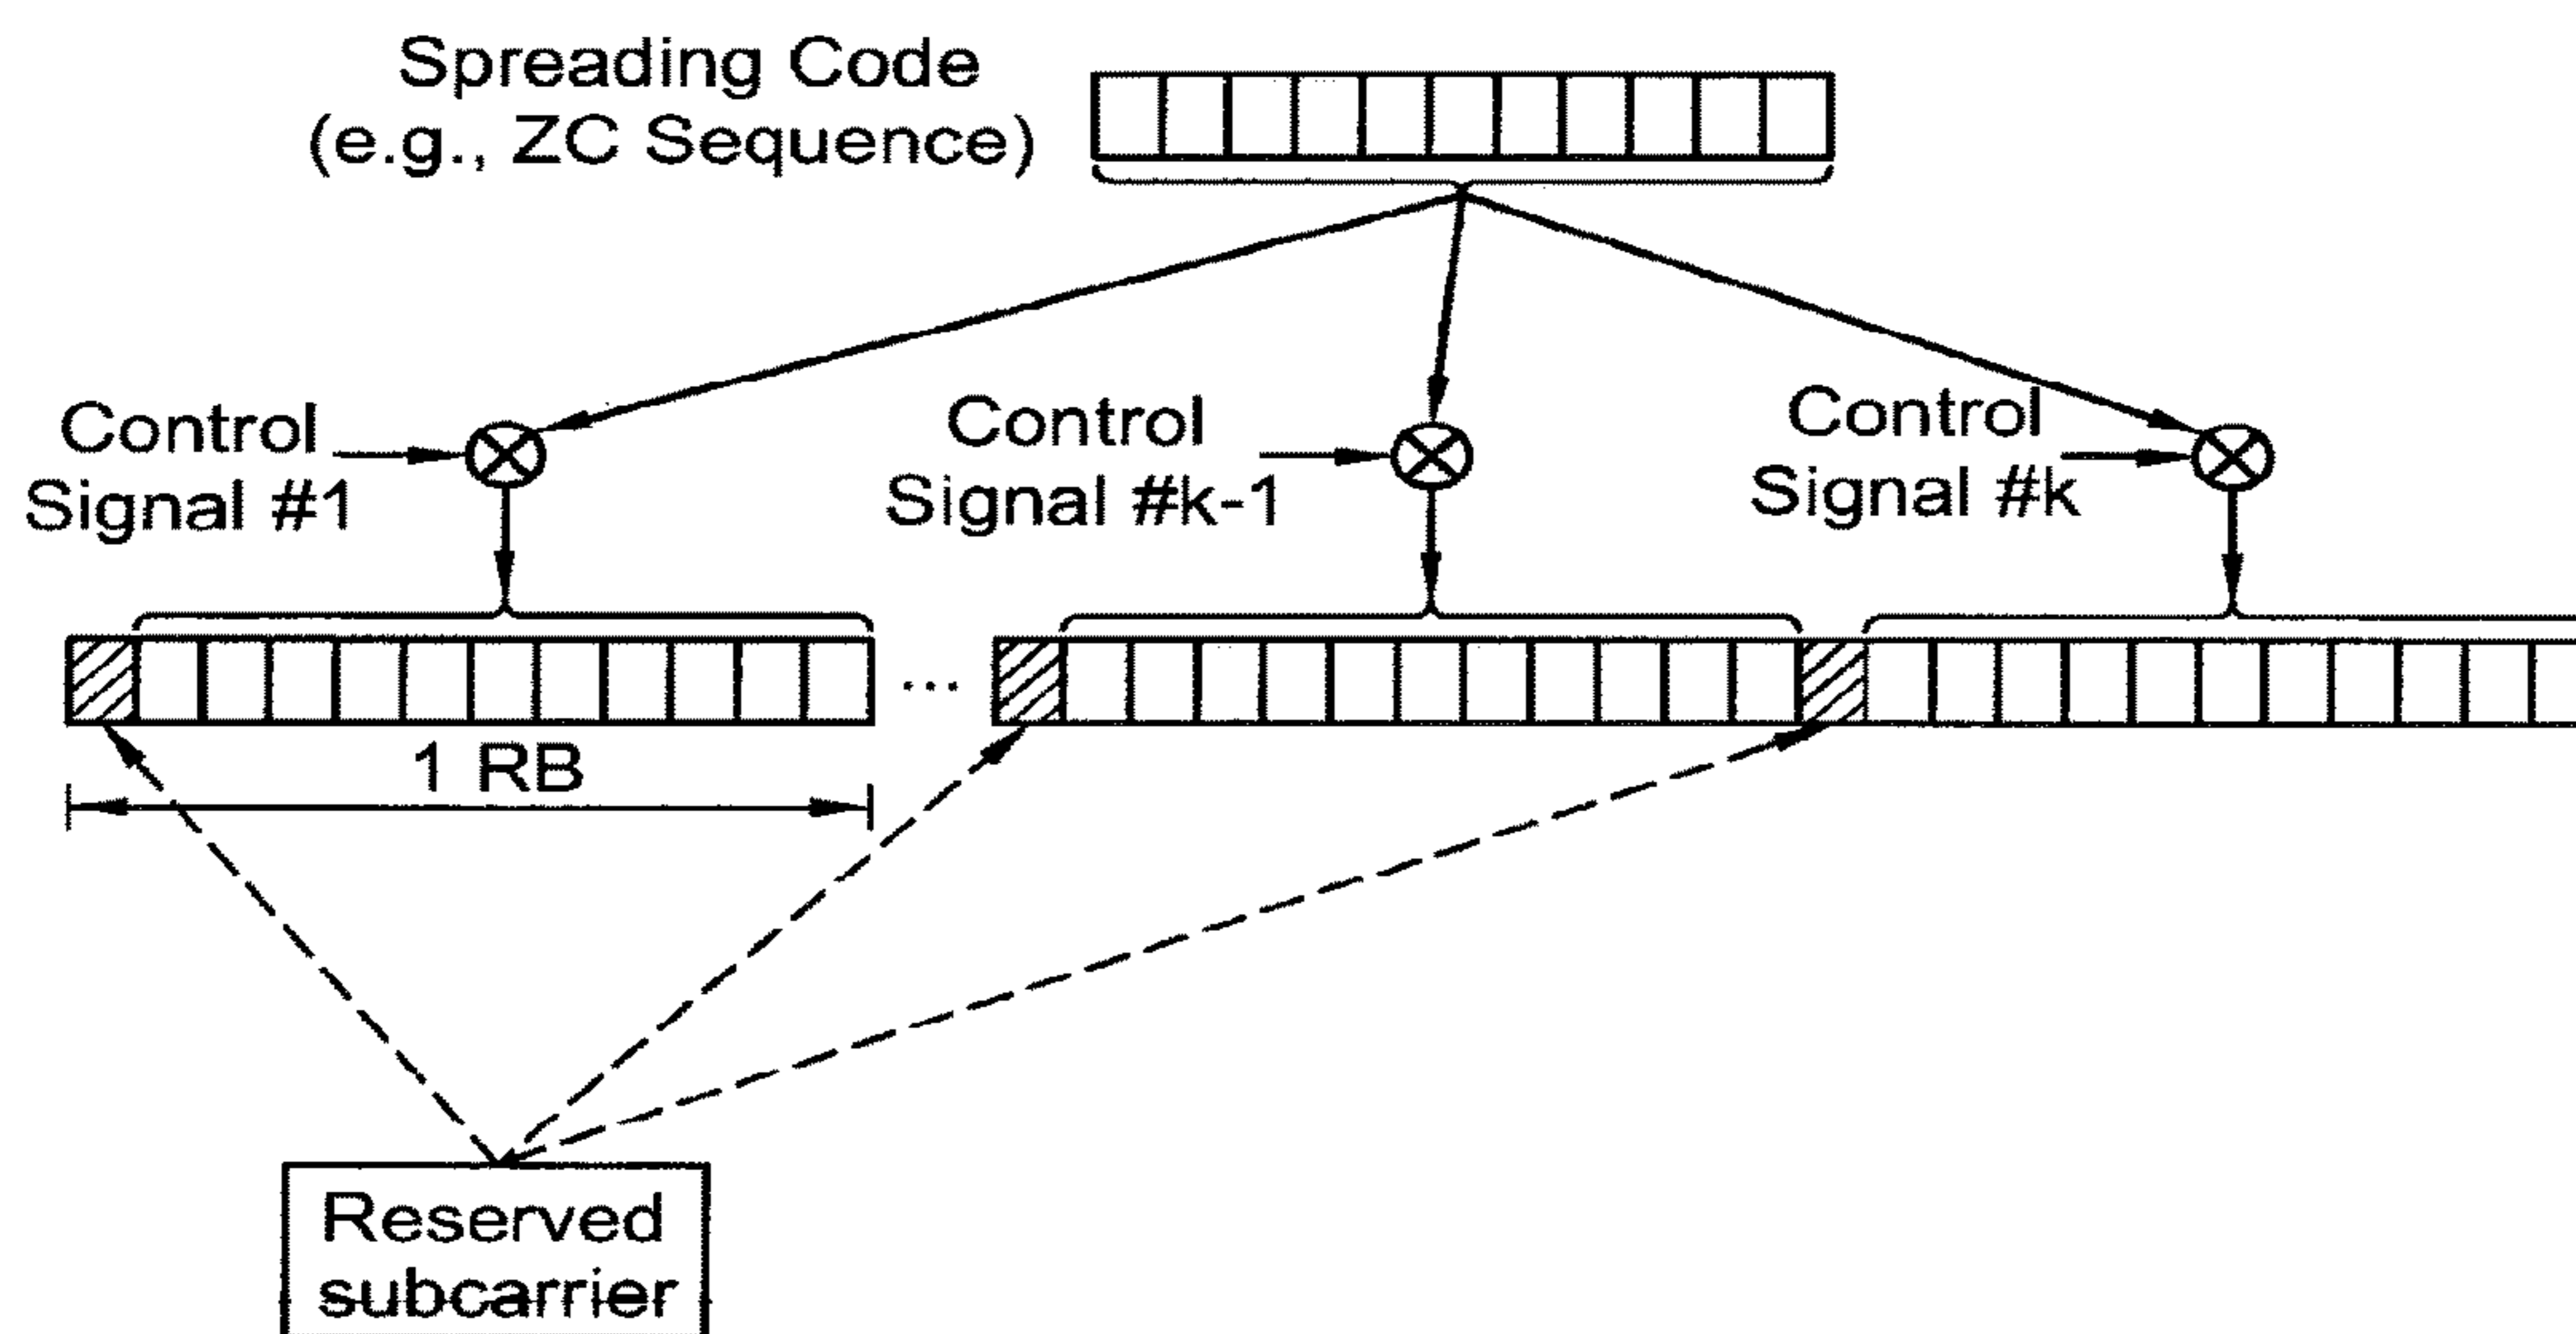 Spreading Code
(e.g., ZC Sequence)
Control
Signal #1
Control
Signal #k-1
Control
Signal #k
...
1 RB
Reserved
subcarrier